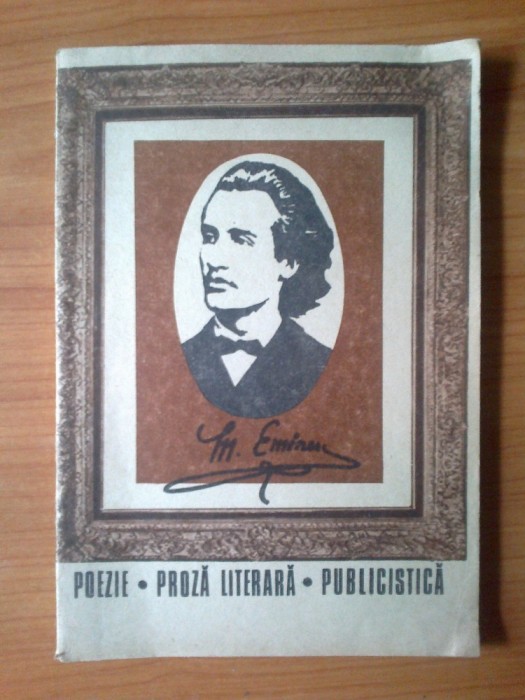 M. Eminescu
POEZIE • PROZĂ LITERARĂ • PUBLICISTICĂ